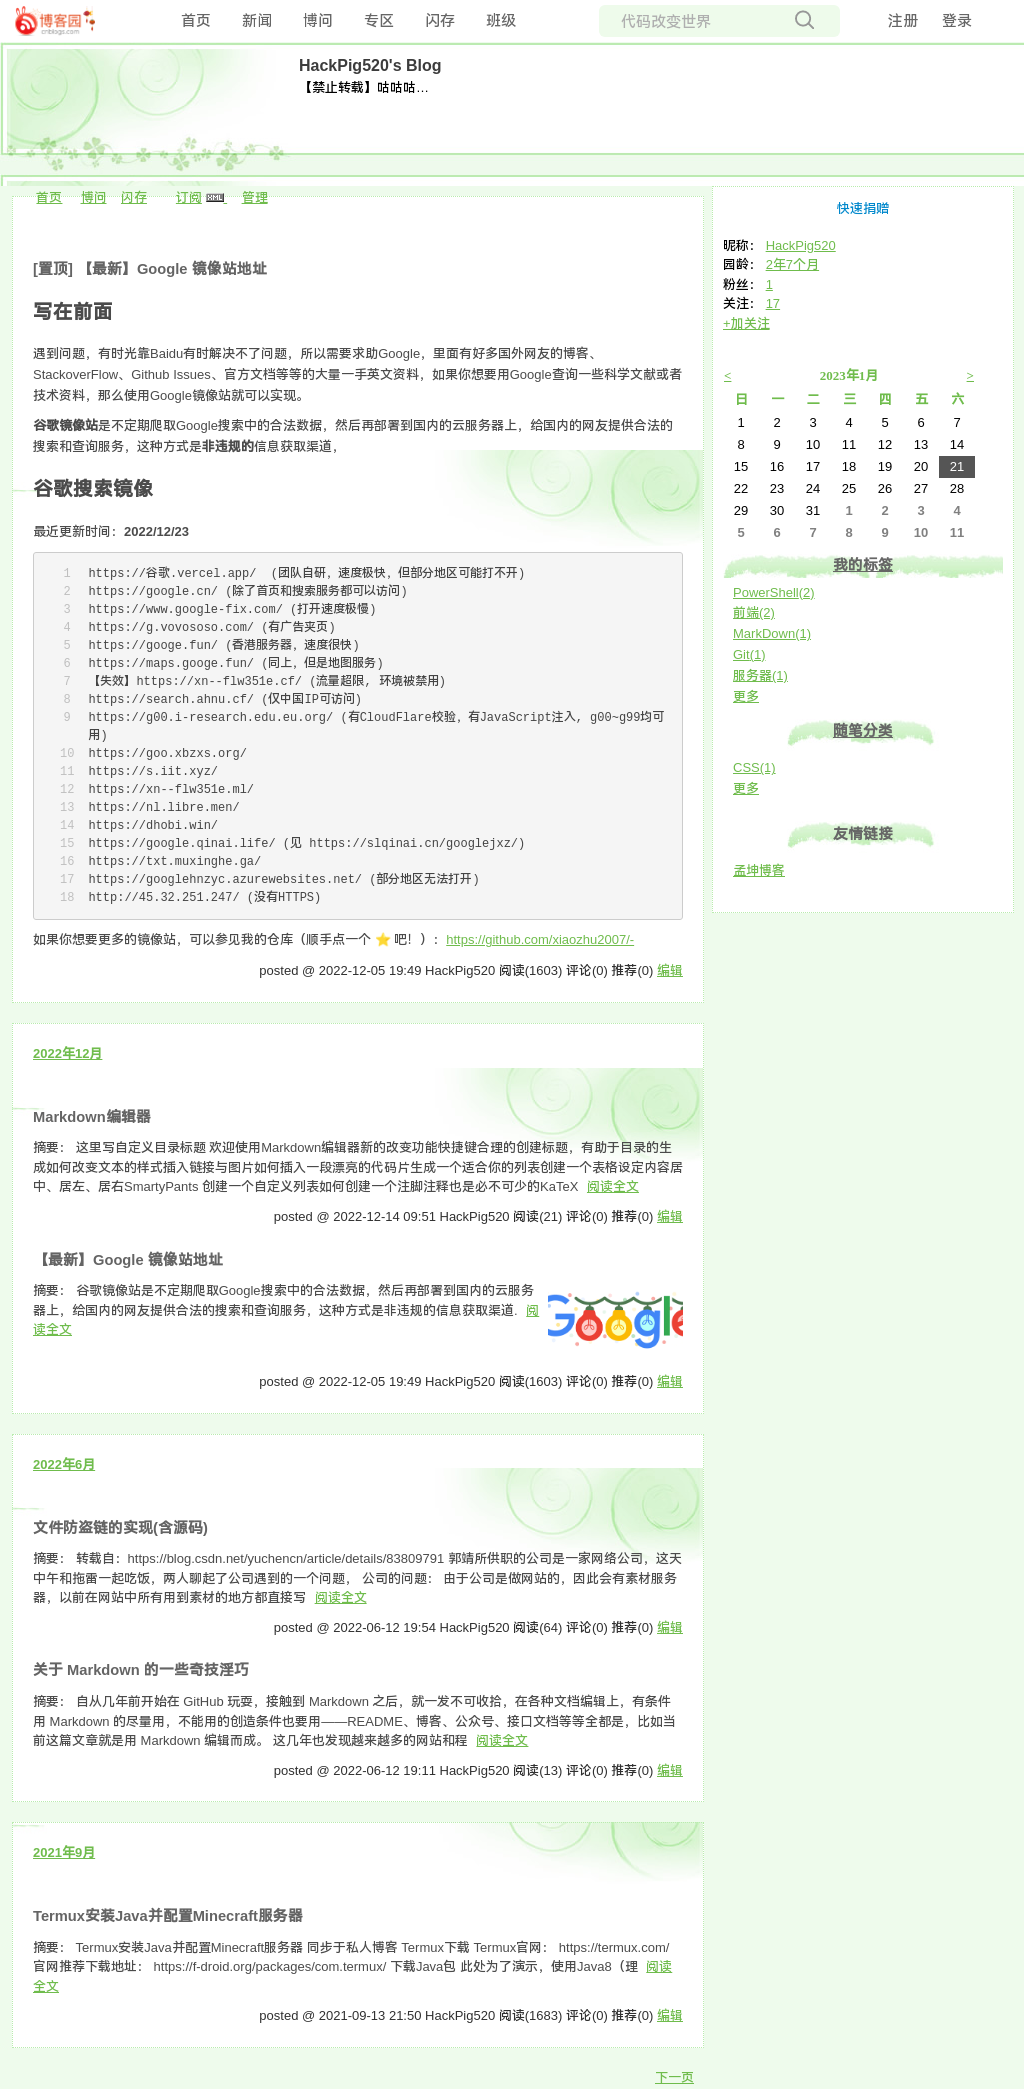 博客园
cnblogs.com
首页 新闻 博问 专区 闪存 班级 代码改变世界 注册 登录
HackPig520's Blog
【禁止转载】咕咕咕…
首页 博问 闪存 订阅 XML 管理
[置顶] 【最新】Google 镜像站地址
写在前面
遇到问题，有时光靠Baidu有时解决不了问题，所以需要求助Google，里面有好多国外网友的博客、
StackoverFlow、Github Issues、官方文档等等的大量一手英文资料，如果你想要用Google查询一些科学文献或者
技术资料，那么使用Google镜像站就可以实现。
谷歌镜像站是不定期爬取Google搜索中的合法数据，然后再部署到国内的云服务器上，给国内的网友提供合法的
搜索和查询服务，这种方式是非违规的信息获取渠道，
谷歌搜索镜像
最近更新时间：2022/12/23
1 https://谷歌.vercel.app/ (团队自研，速度极快，但部分地区可能打不开)
2 https://google.cn/ (除了首页和搜索服务都可以访问)
3 https://www.google-fix.com/ (打开速度极慢)
4 https://g.vovososo.com/ (有广告夹页)
5 https://googe.fun/ (香港服务器，速度很快)
6 https://maps.googe.fun/ (同上，但是地图服务)
7 【失效】https://xn--flw351e.cf/ (流量超限, 环境被禁用)
8 https://search.ahnu.cf/ (仅中国IP可访问)
9 https://g00.i-research.edu.eu.org/ (有CloudFlare校验，有JavaScript注入, g00~g99均可
用)
10 https://goo.xbzxs.org/
11 https://s.iit.xyz/
12 https://xn--flw351e.ml/
13 https://nl.libre.men/
14 https://dhobi.win/
15 https://google.qinai.life/ (见 https://slqinai.cn/googlejxz/)
16 https://txt.muxinghe.ga/
17 https://googlehnzyc.azurewebsites.net/ (部分地区无法打开)
18 http://45.32.251.247/ (没有HTTPS)
如果你想要更多的镜像站，可以参见我的仓库（顺手点一个 ⭐ 吧！）：https://github.com/xiaozhu2007/-
posted @ 2022-12-05 19:49 HackPig520 阅读(1603) 评论(0) 推荐(0) 编辑
2022年12月
Markdown编辑器
摘要： 这里写自定义目录标题 欢迎使用Markdown编辑器新的改变功能快捷键合理的创建标题，有助于目录的生
成如何改变文本的样式插入链接与图片如何插入一段漂亮的代码片生成一个适合你的列表创建一个表格设定内容居
中、居左、居右SmartyPants 创建一个自定义列表如何创建一个注脚注释也是必不可少的KaTeX 阅读全文
posted @ 2022-12-14 09:51 HackPig520 阅读(21) 评论(0) 推荐(0) 编辑
【最新】Google 镜像站地址
摘要： 谷歌镜像站是不定期爬取Google搜索中的合法数据，然后再部署到国内的云服务
器上，给国内的网友提供合法的搜索和查询服务，这种方式是非违规的信息获取渠道. 阅
读全文
Google
posted @ 2022-12-05 19:49 HackPig520 阅读(1603) 评论(0) 推荐(0) 编辑
2022年6月
文件防盗链的实现(含源码)
摘要： 转载自：https://blog.csdn.net/yuchencn/article/details/83809791 郭靖所供职的公司是一家网络公司，这天
中午和拖雷一起吃饭，两人聊起了公司遇到的一个问题， 公司的问题： 由于公司是做网站的，因此会有素材服务
器，以前在网站中所有用到素材的地方都直接写 阅读全文
posted @ 2022-06-12 19:54 HackPig520 阅读(64) 评论(0) 推荐(0) 编辑
关于 Markdown 的一些奇技淫巧
摘要： 自从几年前开始在 GitHub 玩耍，接触到 Markdown 之后，就一发不可收拾，在各种文档编辑上，有条件
用 Markdown 的尽量用，不能用的创造条件也要用——README、博客、公众号、接口文档等等全都是，比如当
前这篇文章就是用 Markdown 编辑而成。 这几年也发现越来越多的网站和程 阅读全文
posted @ 2022-06-12 19:11 HackPig520 阅读(13) 评论(0) 推荐(0) 编辑
2021年9月
Termux安装Java并配置Minecraft服务器
摘要： Termux安装Java并配置Minecraft服务器 同步于私人博客 Termux下载 Termux官网： https://termux.com/
官网推荐下载地址： https://f-droid.org/packages/com.termux/ 下载Java包 此处为了演示，使用Java8（理 阅读
全文
posted @ 2021-09-13 21:50 HackPig520 阅读(1683) 评论(0) 推荐(0) 编辑
下一页
快速捐赠
昵称： HackPig520
园龄： 2年7个月
粉丝： 1
关注： 17
+加关注
< 2023年1月 >
日 一 二 三 四 五 六
1 2 3 4 5 6 7
8 9 10 11 12 13 14
15 16 17 18 19 20 21
22 23 24 25 26 27 28
29 30 31 1 2 3 4
5 6 7 8 9 10 11
我的标签
PowerShell(2)
前端(2)
MarkDown(1)
Git(1)
服务器(1)
更多
随笔分类
CSS(1)
更多
友情链接
孟坤博客